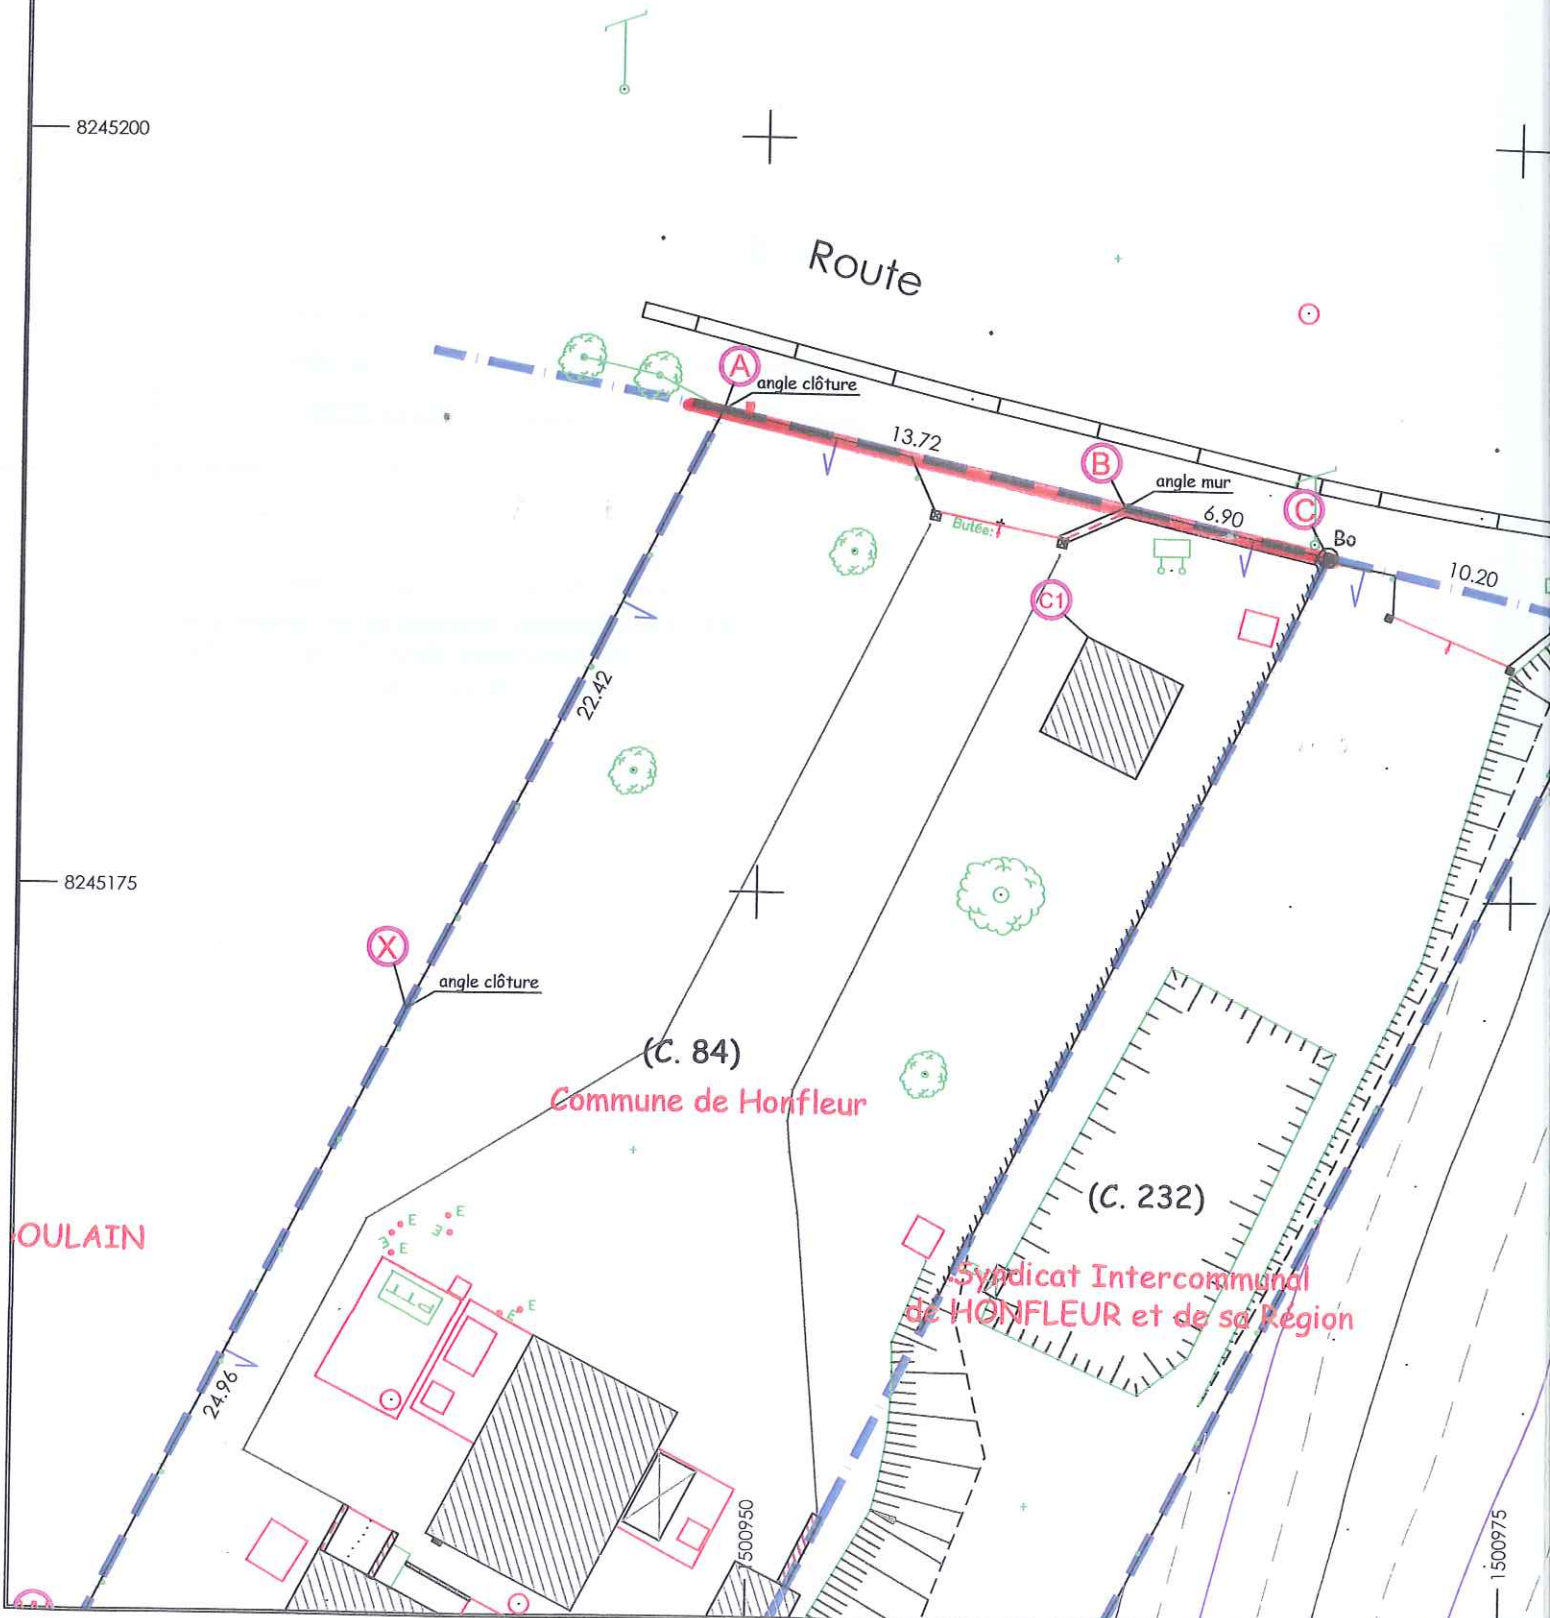 8245200
Route
A
angle clôture
13.72
B
angle mur
6.90
C
Bo
10.20
Butée:
C1
22.42
8245175
X
angle clôture
(C. 84)
Commune de Honfleur
(C. 232)
OULAIN
E
E
E
E
E
PTT
E
E
Syndicat Intercommunal
de HONFLEUR et de sa Région
24.96
1500950
1500975